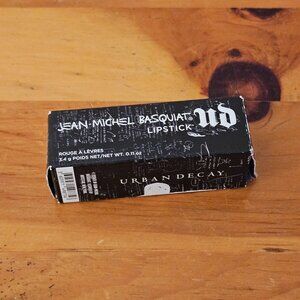 JEAN-MICHEL BASQUIAT
LIPSTICK
UD
ROUGE À LÈVRES
3.4 g POIDS NET/NET WT. 0.11 oz
URBAN DECAY